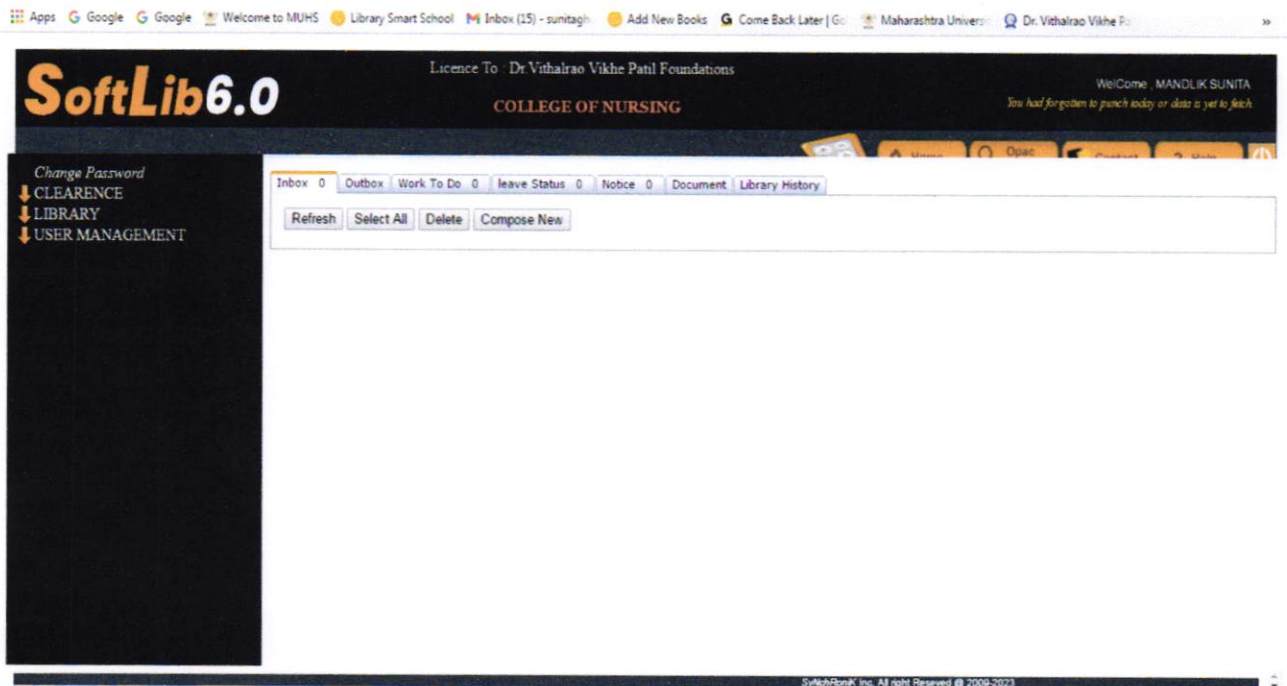 Apps Google Google Welcome to MUHS Library Smart School Inbox (15) - sunitagh Add New Books Come Back Later | Go Maharashtra Univers Dr. Vithalrao Vikhe Pa »
SoftLib6.0
Licence To : Dr.Vithalrao Vikhe Patil Foundations
COLLEGE OF NURSING
WelCome , MANDLIK SUNITA
You had forgotten to punch today or data is yet to fetch.
Home Opac Contact ? Help
Change Password
CLEARENCE
LIBRARY
USER MANAGEMENT
Inbox 0 Outbox Work To Do 0 leave Status 0 Notice 0 Document Library History
Refresh Select All Delete Compose New
SyNchRoniK Inc. All right Reseved @ 2009-2023